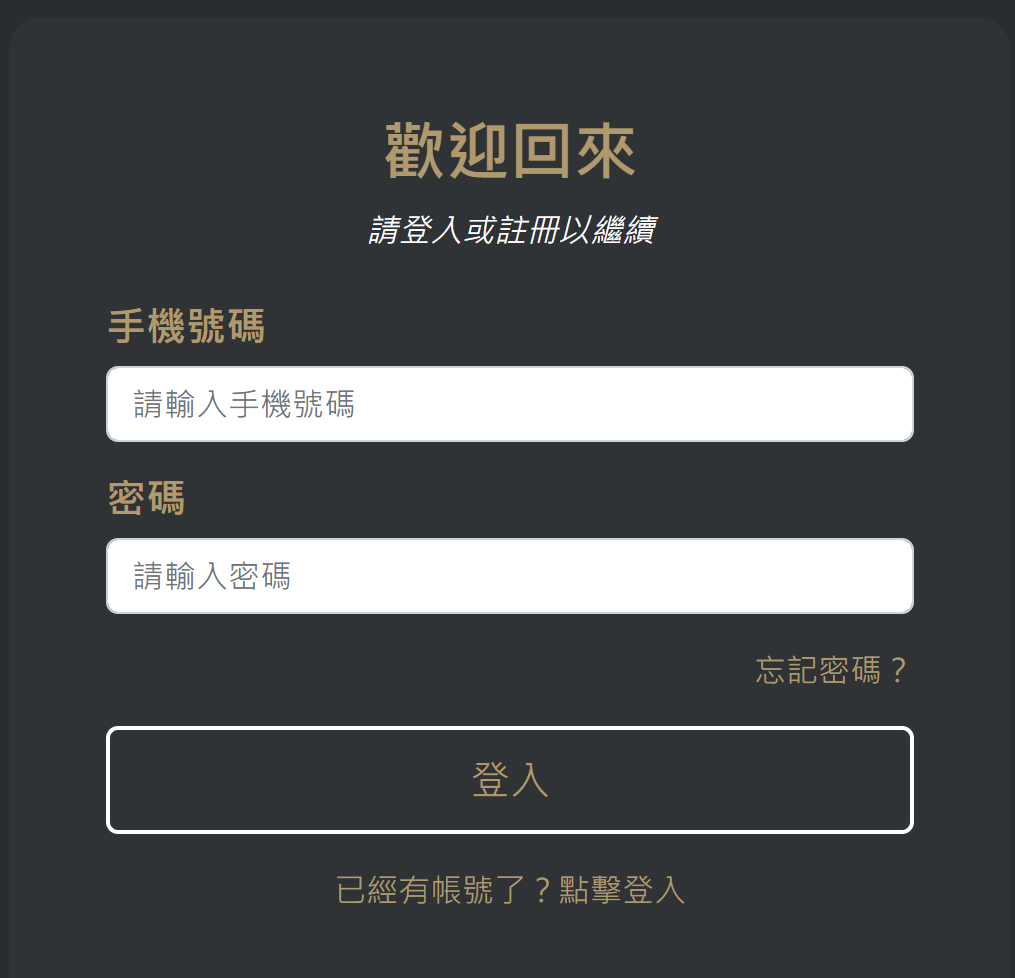 歡迎回來
請登入或註冊以繼續
手機號碼
請輸入手機號碼
密碼
請輸入密碼
忘記密碼？
登入
已經有帳號了？點擊登入